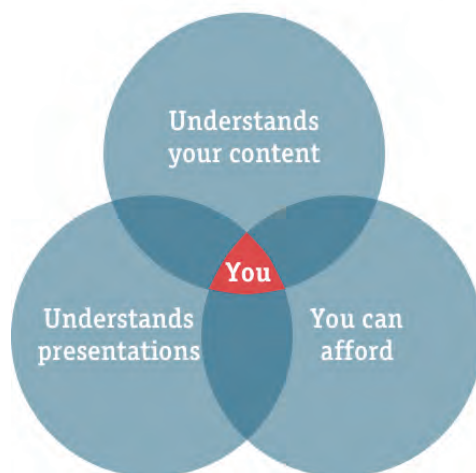 Understands
your content
You
Understands
presentations
You can
afford